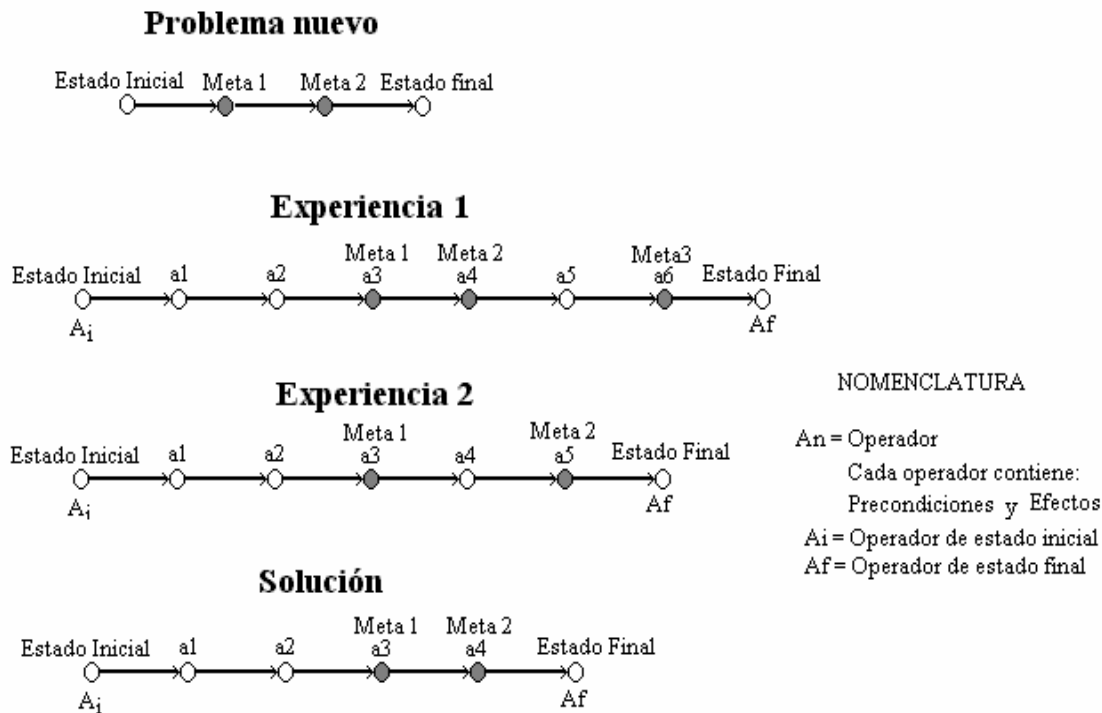 Problema nuevo
Estado Inicial Meta 1 Meta 2 Estado final
Experiencia 1
Meta 1 Meta 2 Meta3
Estado Inicial a1 a2 a3 a4 a5 a6 Estado Final
Ai Af
Experiencia 2
Meta 1 Meta 2
Estado Inicial a1 a2 a3 a4 a5 Estado Final
Ai Af
Solución
Meta 1 Meta 2
Estado Inicial a1 a2 a3 a4 Estado Final
Ai Af
NOMENCLATURA
An = Operador
Cada operador contiene:
Precondiciones y Efectos
Ai = Operador de estado inicial
Af = Operador de estado final